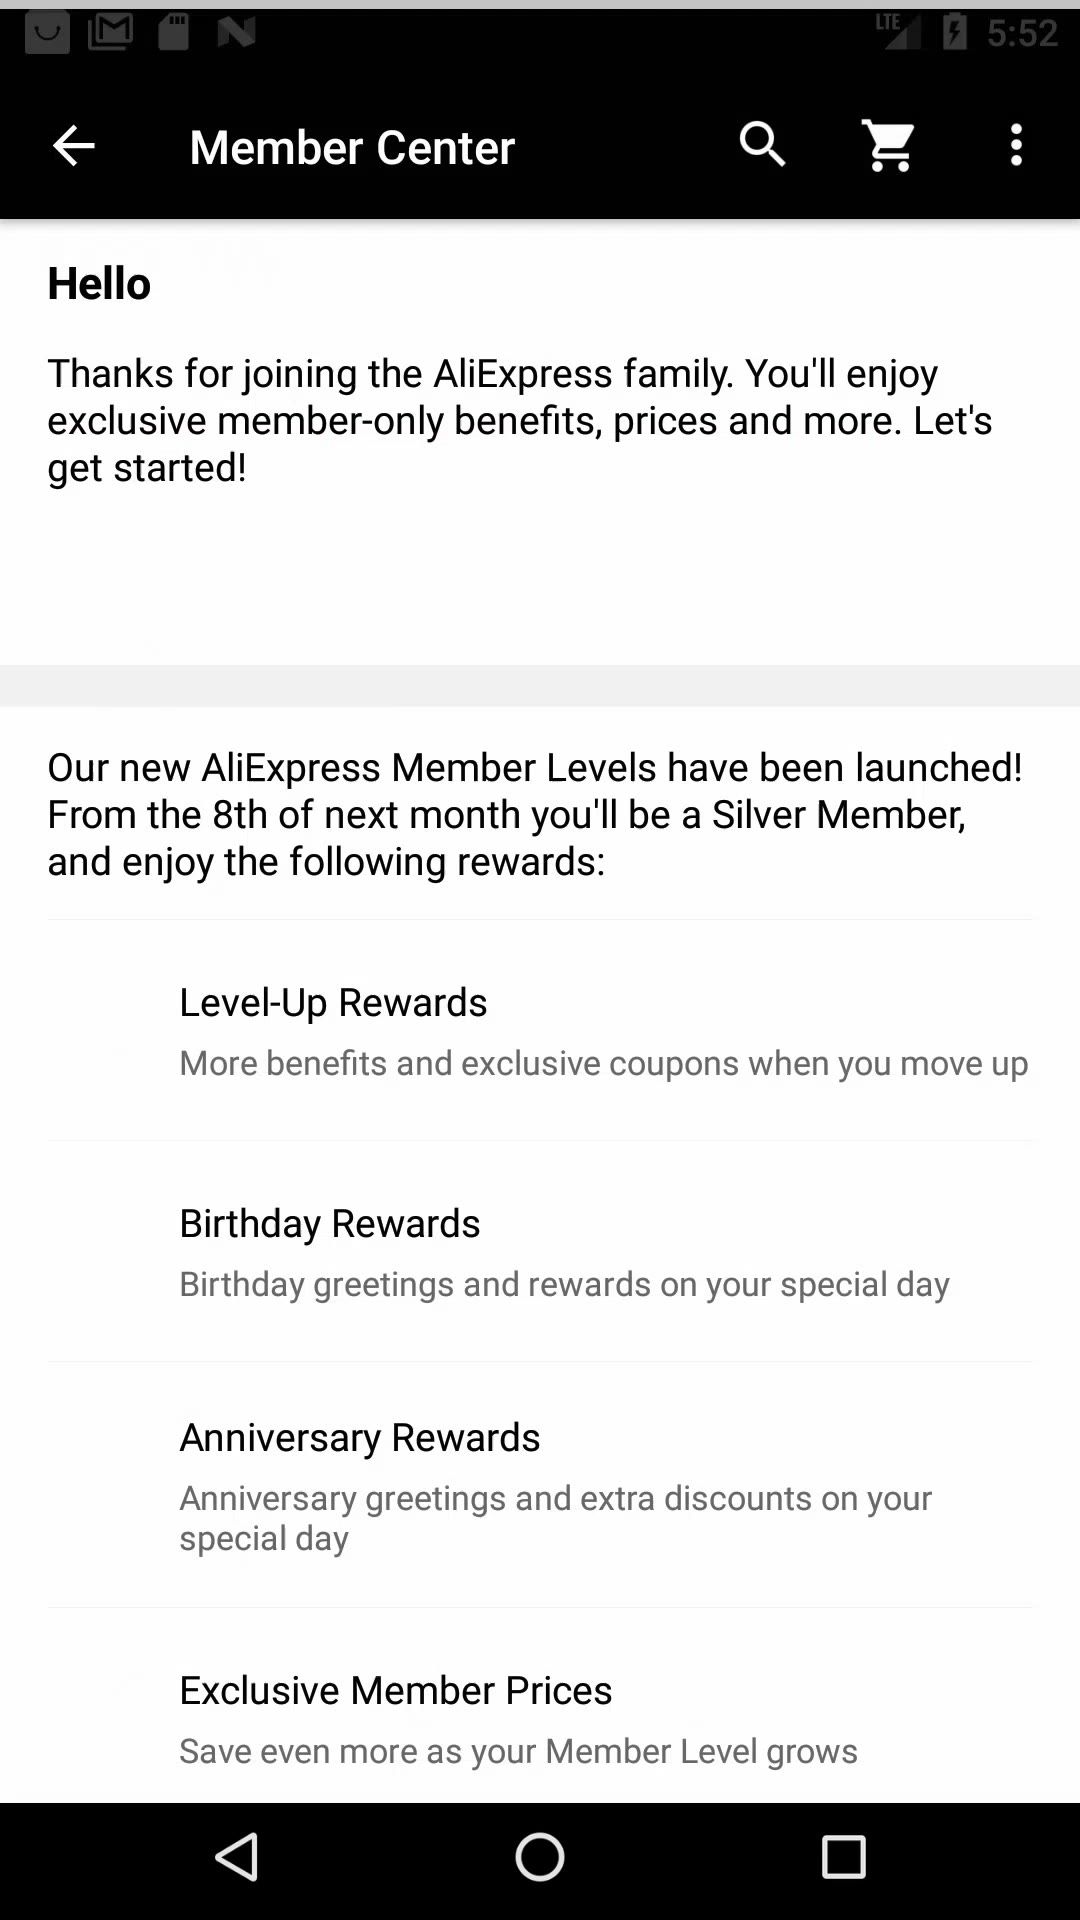 LTE 5:52
Member Center
Hello
Thanks for joining the AliExpress family. You'll enjoy
exclusive member-only benefits, prices and more. Let's
get started!
Our new AliExpress Member Levels have been launched!
From the 8th of next month you'll be a Silver Member,
and enjoy the following rewards:
Level-Up Rewards
More benefits and exclusive coupons when you move up
Birthday Rewards
Birthday greetings and rewards on your special day
Anniversary Rewards
Anniversary greetings and extra discounts on your
special day
Exclusive Member Prices
Save even more as your Member Level grows